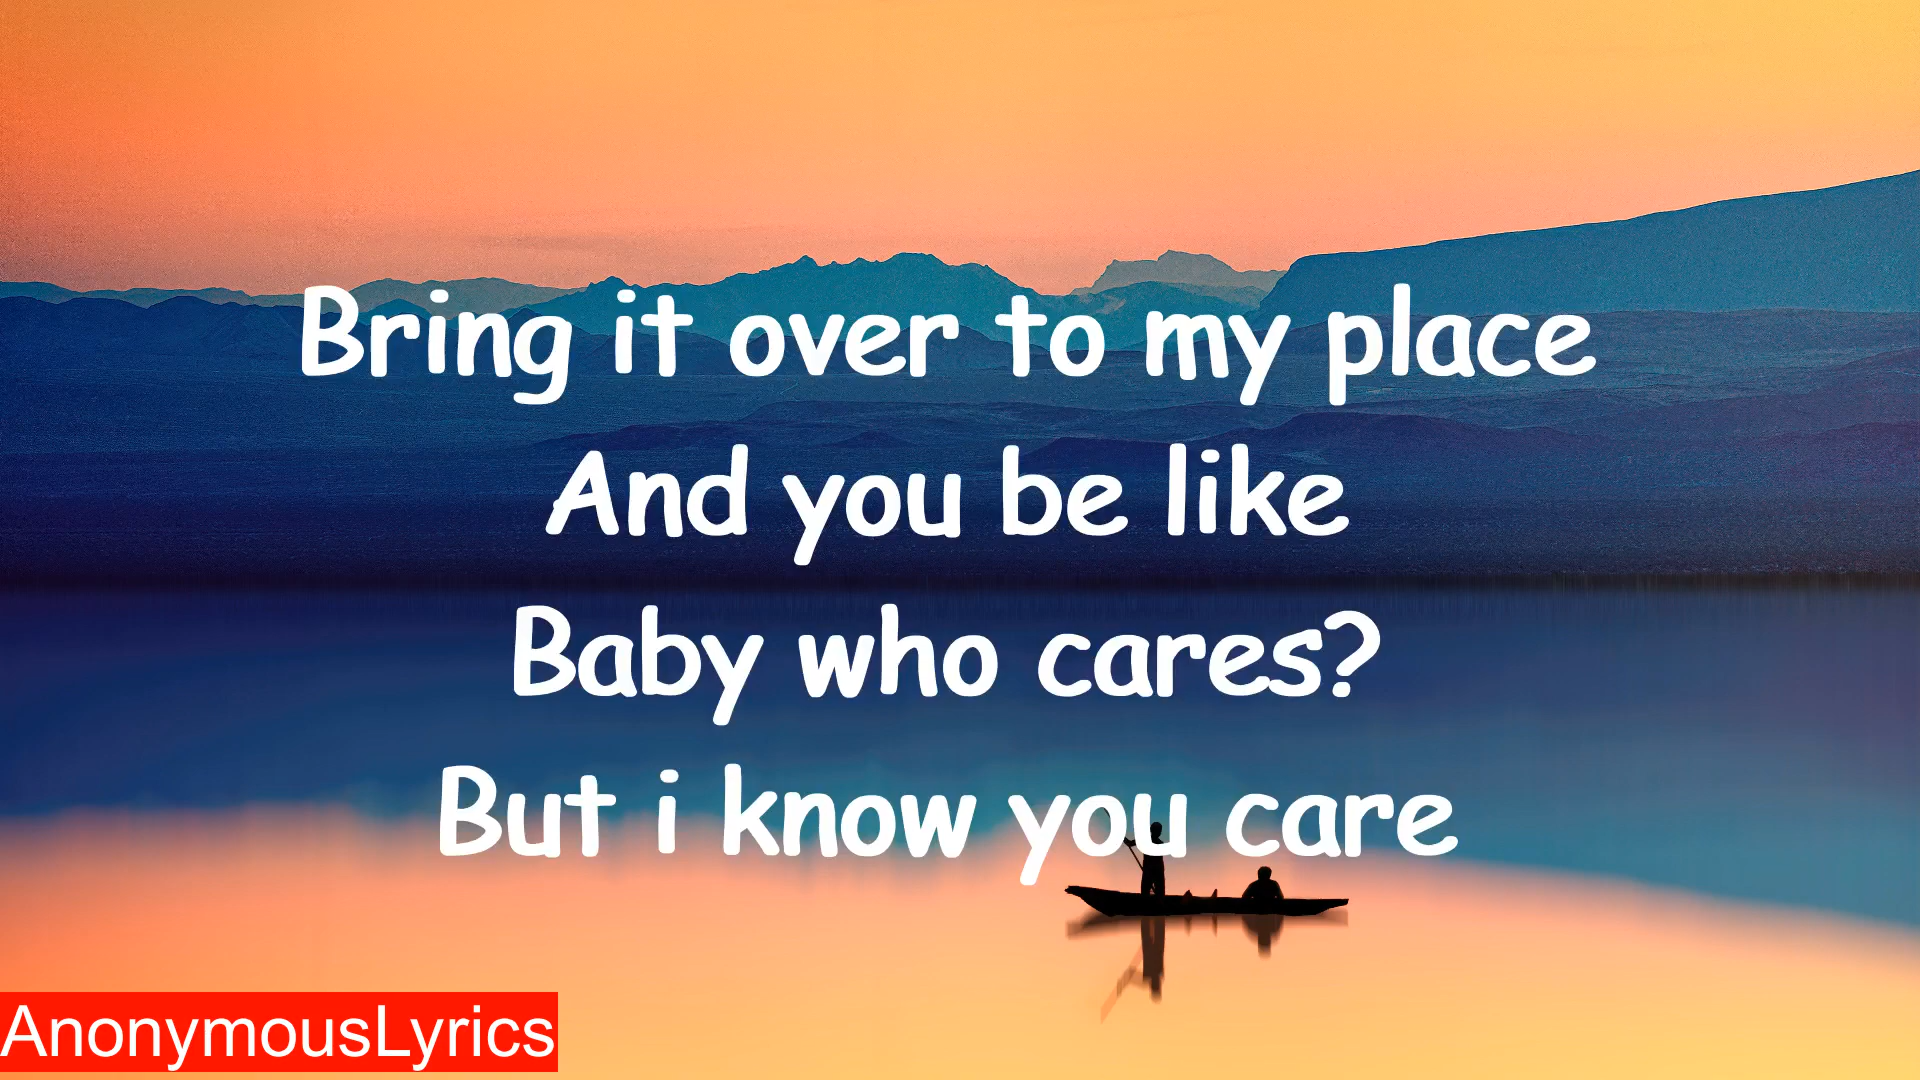 Bring it over to my place
And you be like
Baby who cares?
But i know you care
AnonymousLyrics